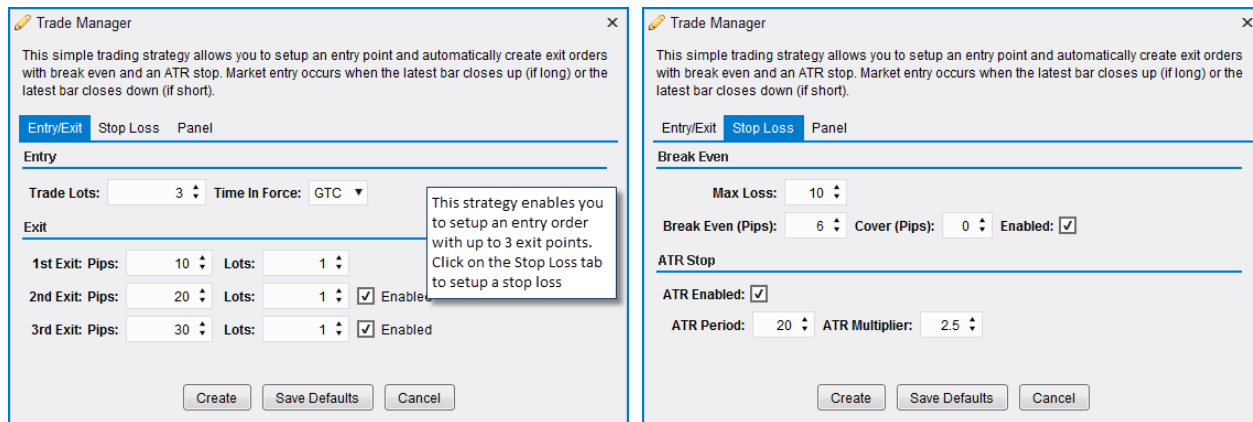 Trade Manager
This simple trading strategy allows you to setup an entry point and automatically create exit orders
with break even and an ATR stop. Market entry occurs when the latest bar closes up (if long) or the
latest bar closes down (if short).
Entry/Exit Stop Loss Panel
Entry
Trade Lots: 3 Time In Force: GTC
Exit
1st Exit: Pips: 10 Lots: 1
2nd Exit: Pips: 20 Lots: 1 Enabled
3rd Exit: Pips: 30 Lots: 1 Enabled
This strategy enables you
to setup an entry order
with up to 3 exit points.
Click on the Stop Loss tab
to setup a stop loss
Create Save Defaults Cancel
Trade Manager
This simple trading strategy allows you to setup an entry point and automatically create exit orders
with break even and an ATR stop. Market entry occurs when the latest bar closes up (if long) or the
latest bar closes down (if short).
Entry/Exit Stop Loss Panel
Break Even
Max Loss: 10
Break Even (Pips): 6 Cover (Pips): 0 Enabled:
ATR Stop
ATR Enabled:
ATR Period: 20 ATR Multiplier: 2.5
Create Save Defaults Cancel